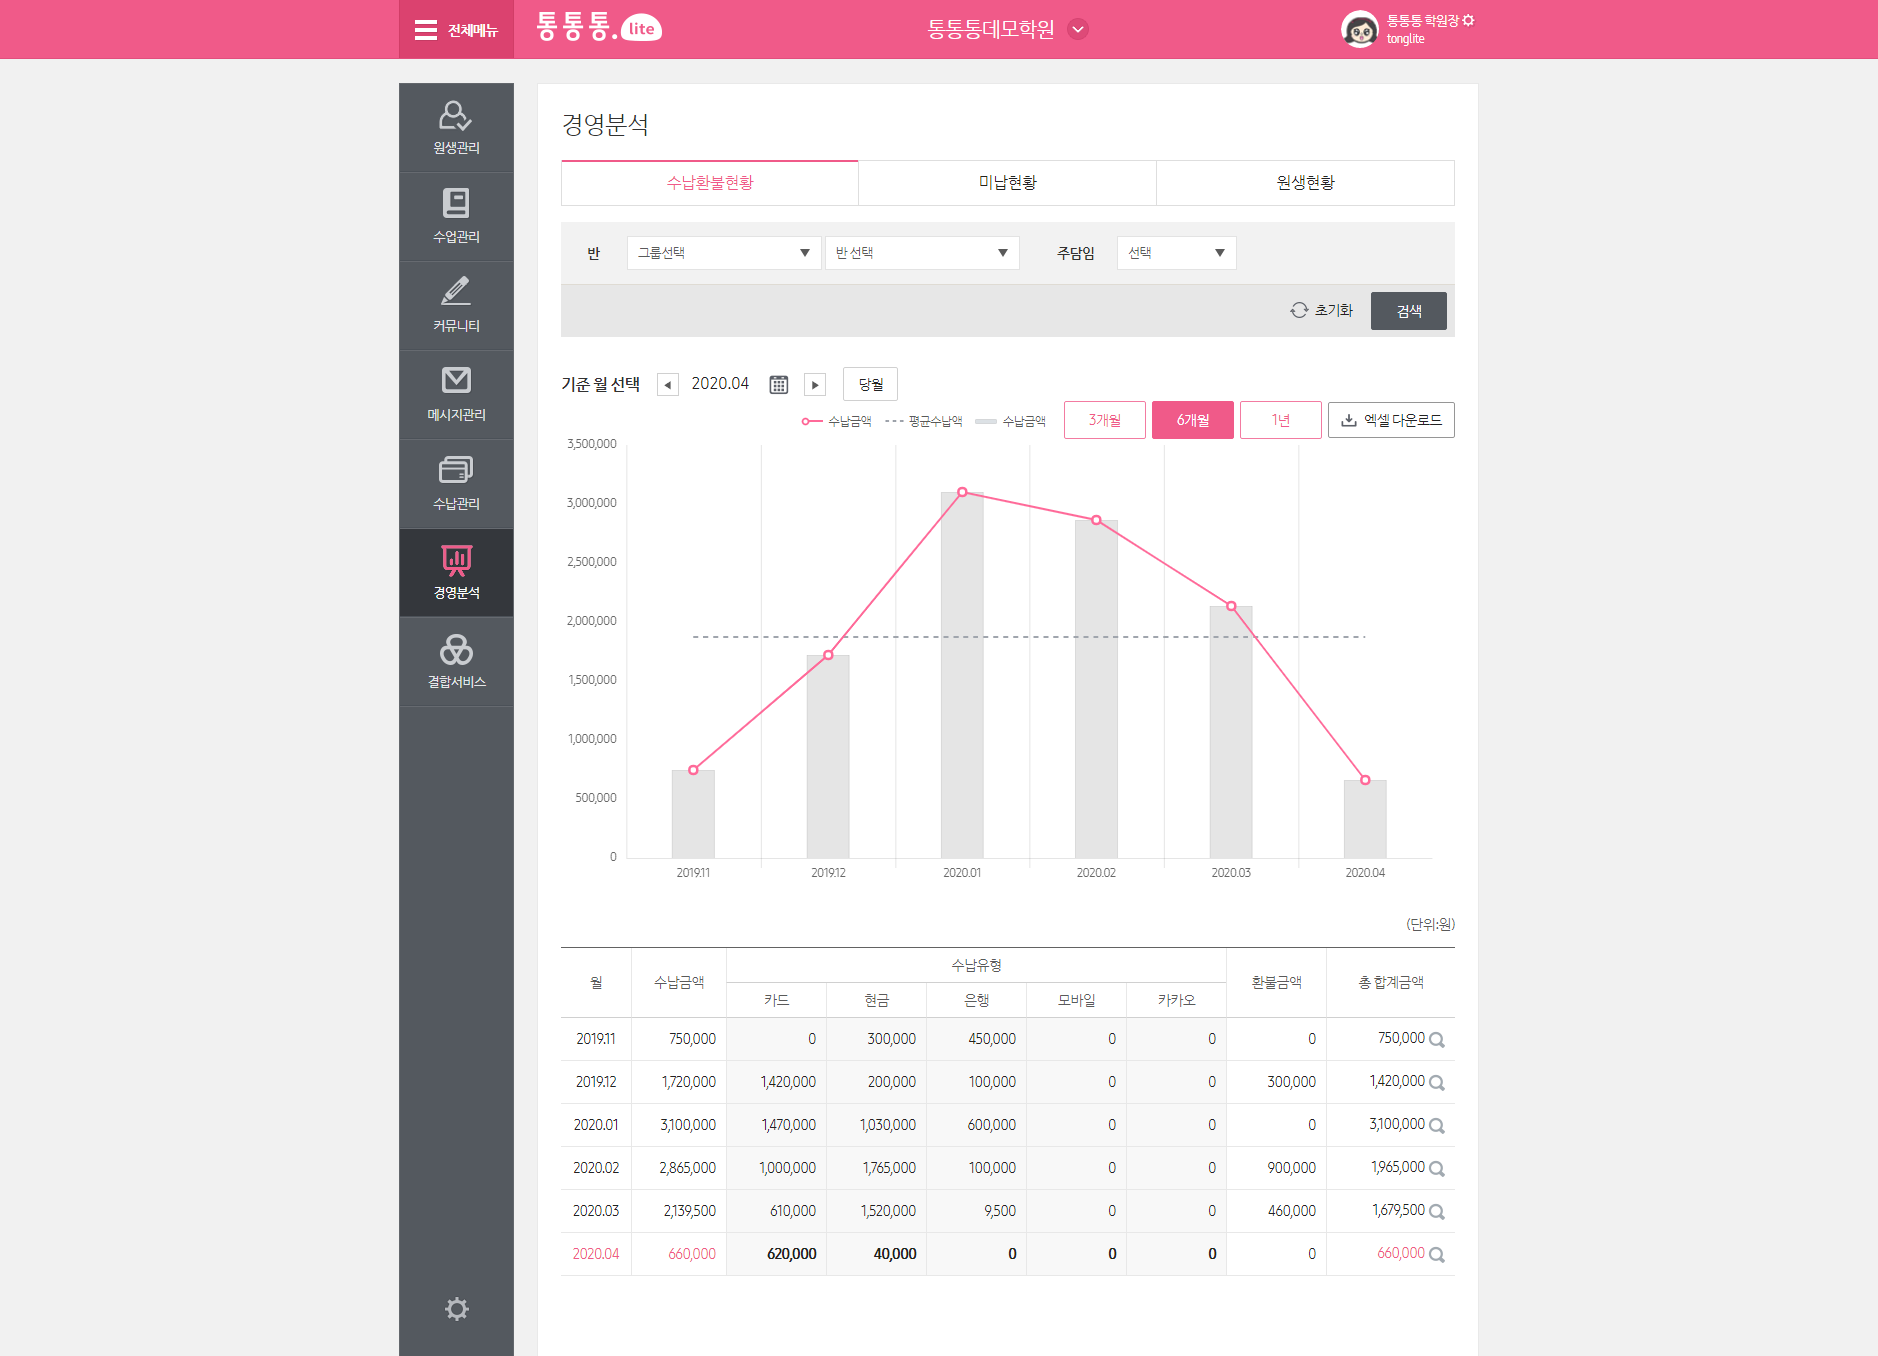 전체메뉴
통통통.lite
통통통데모학원
통통통 학원장
tonglite
원생관리
수업관리
커뮤니티
메시지관리
수납관리
경영분석
결합서비스
경영분석
수납환불현황 미납현황 원생현황
반 그룹선택 반 선택 주담임 선택
초기화 검색
기준 월 선택 2020.04 당월
수납금액 평균수납액 수납금액 3개월 6개월 1년 엑셀 다운로드
3,500,000
3,000,000
2,500,000
2,000,000
1,500,000
1,000,000
500,000
0
2019.11 2019.12 2020.01 2020.02 2020.03 2020.04
(단위:원)
월 수납금액 수납유형 환불금액 총 합계금액
카드 현금 은행 모바일 카카오
2019.11 750,000 0 300,000 450,000 0 0 0 750,000
2019.12 1,720,000 1,420,000 200,000 100,000 0 0 300,000 1,420,000
2020.01 3,100,000 1,470,000 1,030,000 600,000 0 0 0 3,100,000
2020.02 2,865,000 1,000,000 1,765,000 100,000 0 0 900,000 1,965,000
2020.03 2,139,500 610,000 1,520,000 9,500 0 0 460,000 1,679,500
2020.04 660,000 620,000 40,000 0 0 0 0 660,000